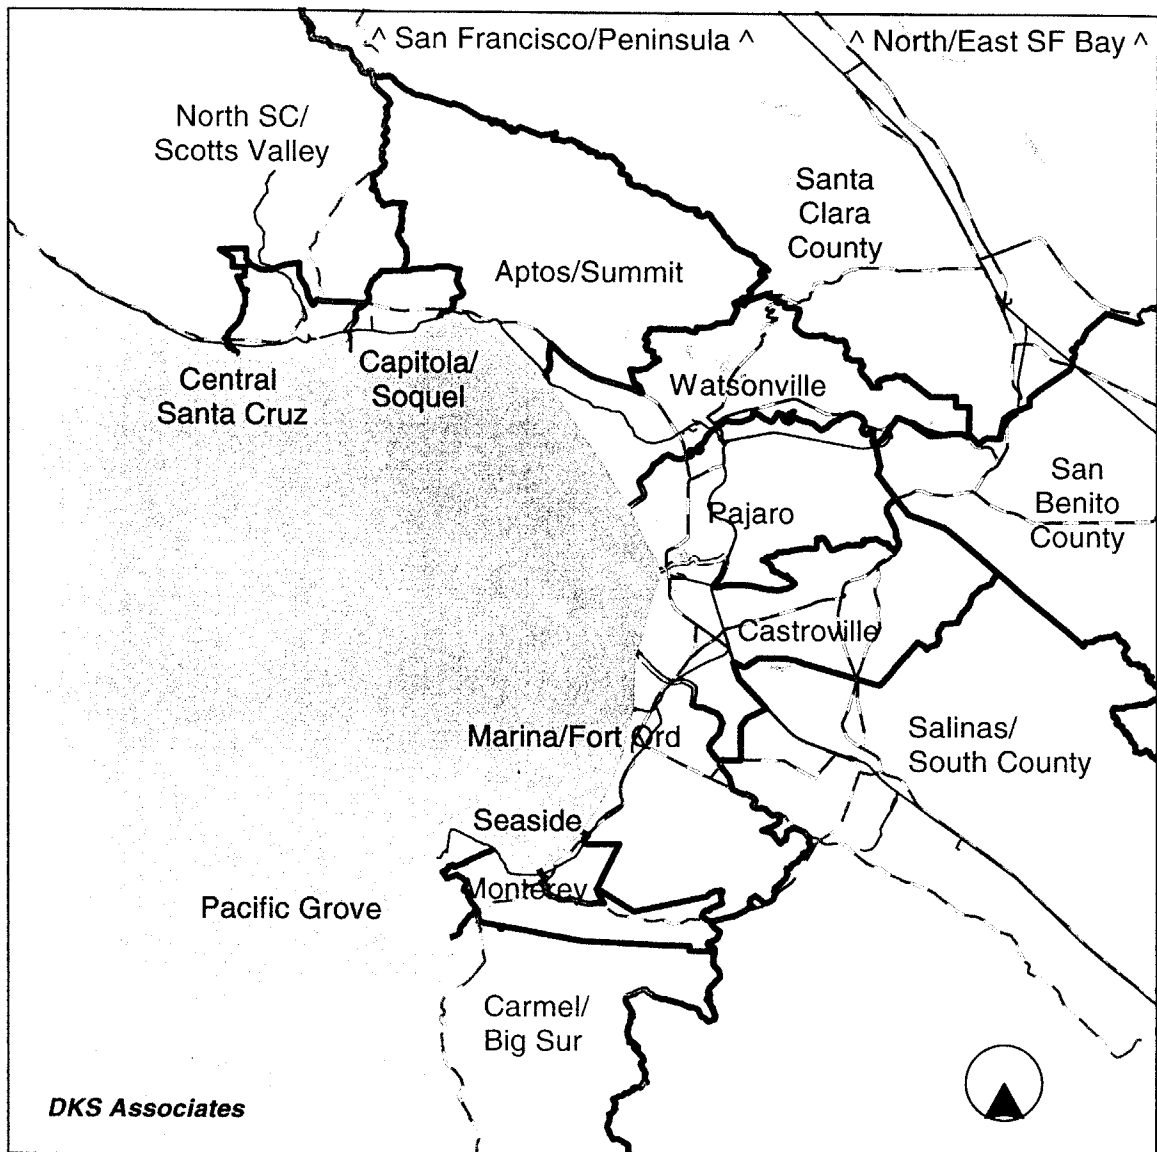 ^ San Francisco/Peninsula ^
^ North/East SF Bay ^
North SC/
Scotts Valley
Santa
Clara
County
Aptos/Summit
Central
Santa Cruz
Capitola/
Soquel
Watsonville
San
Benito
County
Pajaro
Castroville
Marina/Fort Ord
Salinas/
South County
Seaside
Monterey
Pacific Grove
Carmel/
Big Sur
DKS Associates